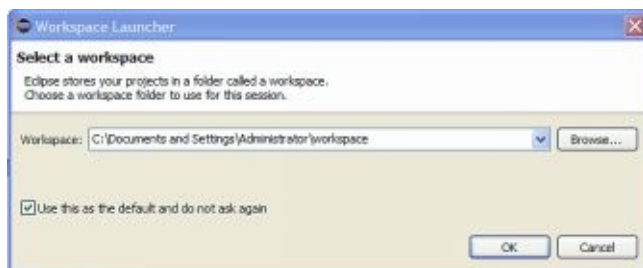 Workspace Launcher
Select a workspace
Eclipse stores your projects in a folder called a workspace.
Choose a workspace folder to use for this session.
Workspace: C:\Documents and Settings\Administrator\workspace Browse...
Use this as the default and do not ask again
OK Cancel